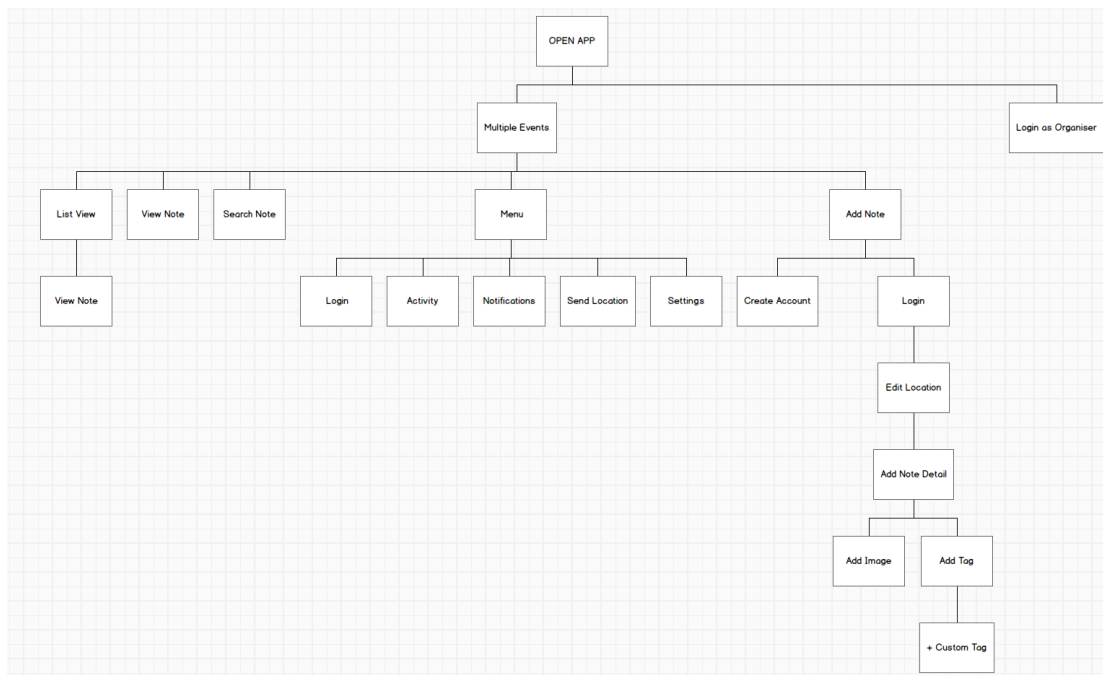 OPEN APP
Multiple Events
Login as Organiser
List View
View Note
Search Note
Menu
Add Note
View Note
Login
Activity
Notifications
Send Location
Settings
Create Account
Login
Edit Location
Add Note Detail
Add Image
Add Tag
+ Custom Tag